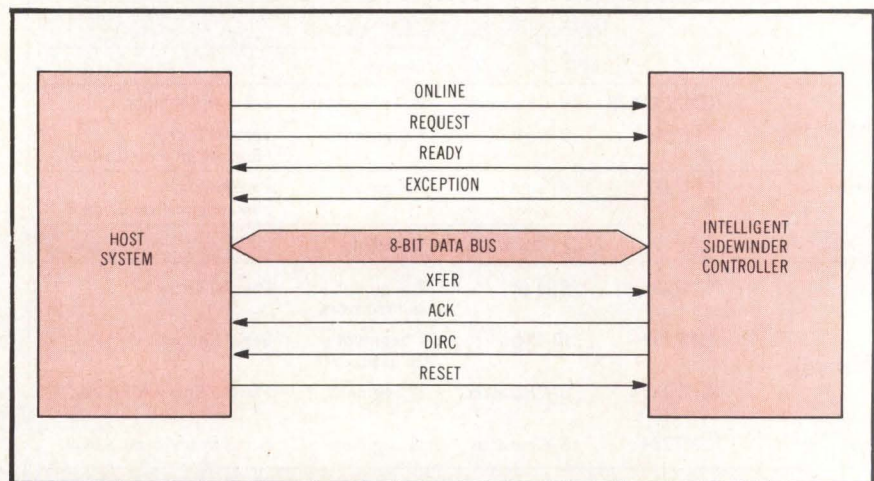 ONLINE
REQUEST
READY
EXCEPTION
HOST
SYSTEM
8-BIT DATA BUS
INTELLIGENT
SIDEWINDER
CONTROLLER
XFER
ACK
DIRC
RESET